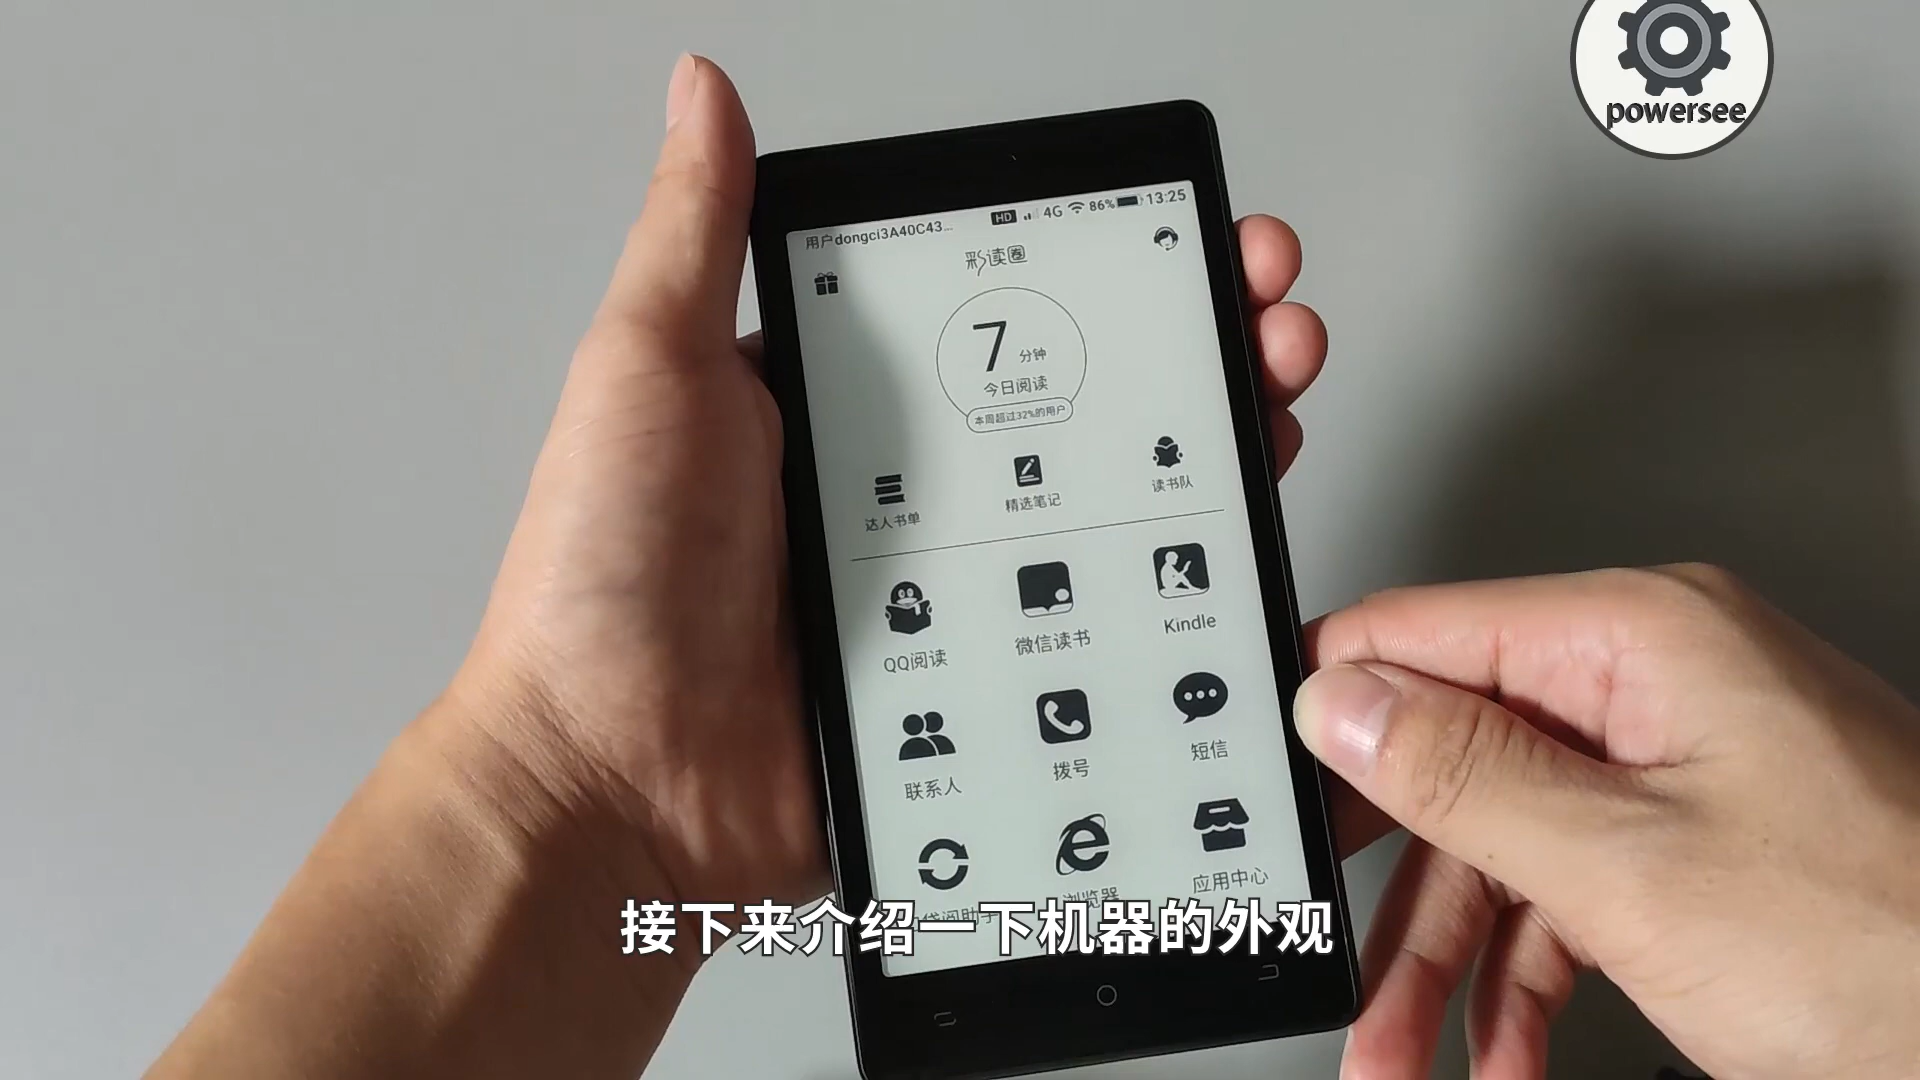 powersee
用户dongci3A40C43...
HD 4G 86% 13:25
彩读圈
7 分钟
今日阅读
本周超过32%的用户
达人书单 精选笔记 读书队
QQ阅读 微信读书 Kindle
联系人 拨号 短信
浏览器 应用中心
接下来介绍一下机器的外观